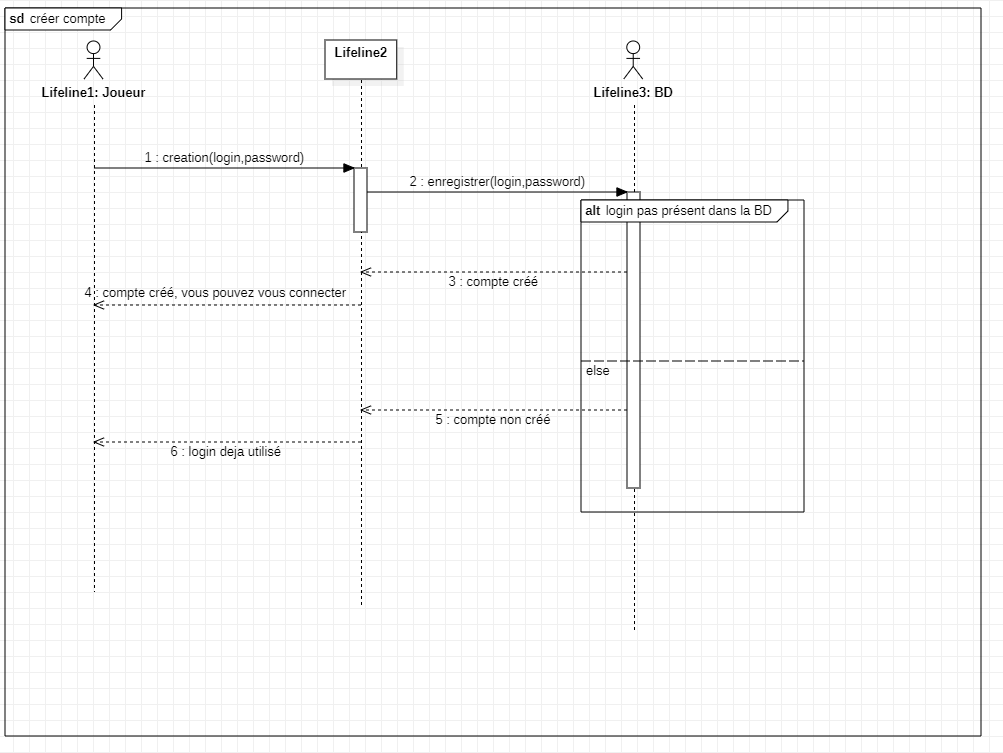 sd créer compte
Lifeline2
Lifeline1: Joueur
Lifeline3: BD
1 : creation(login,password)
2 : enregistrer(login,password)
alt login pas présent dans la BD
3 : compte créé
4 : compte créé, vous pouvez vous connecter
else
5 : compte non créé
6 : login deja utilisé